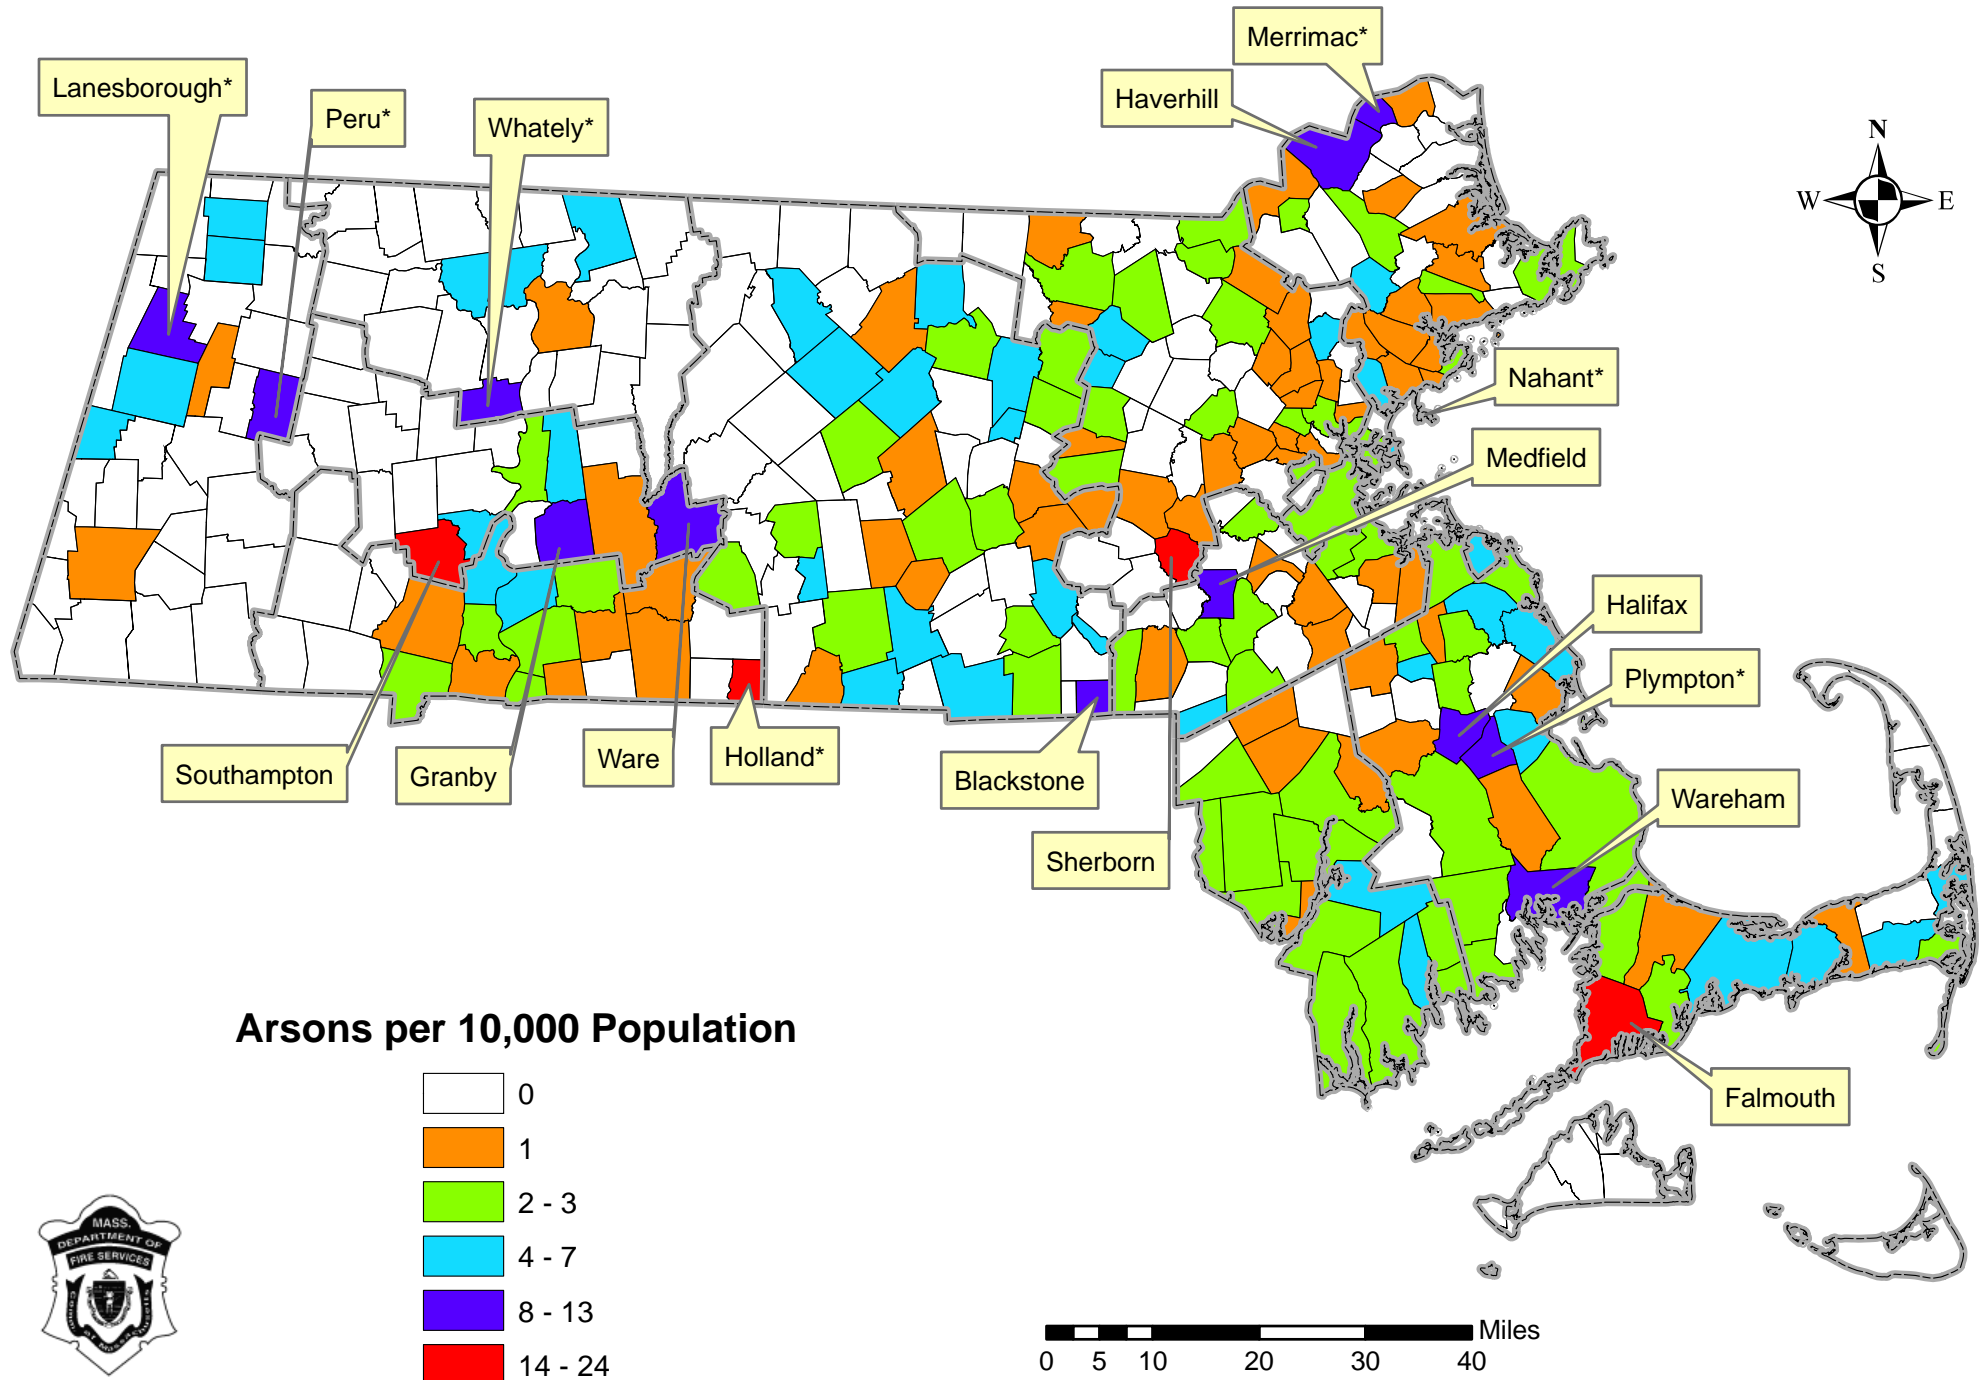 Merrimac*
Lanesborough*
Haverhill
Peru*
Whately*
N
W
E
S
Nahant*
Medfield
Halifax
Plympton*
Southampton
Granby
Ware
Holland*
Blackstone
Wareham
Sherborn
Falmouth
Arsons per 10,000 Population
0
1
2 - 3
4 - 7
8 - 13
14 - 24
MASS.
DEPARTMENT OF
FIRE SERVICES
Miles
0 5 10 20 30 40